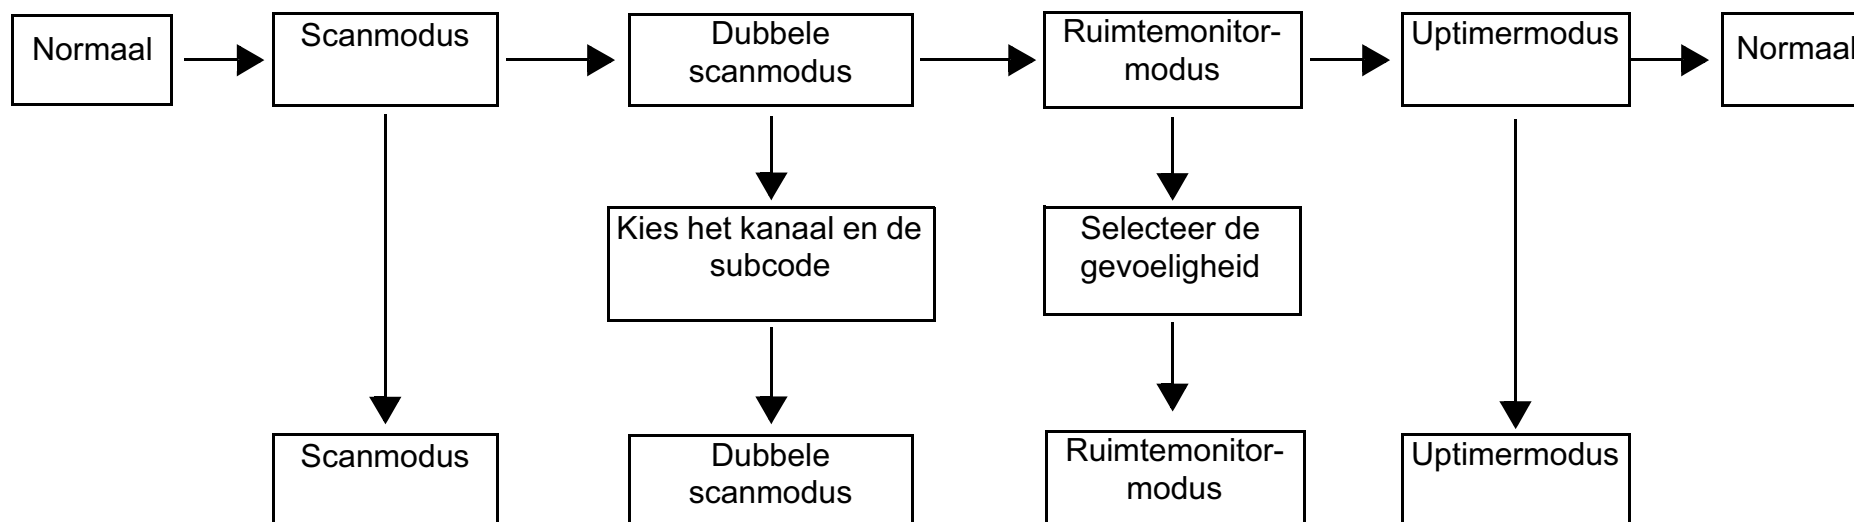 Normaal
Scanmodus
Dubbele
scanmodus
Ruimtemonitor-
modus
Uptimermodus
Normaal
Kies het kanaal en de
subcode
Selecteer de
gevoeligheid
Scanmodus
Dubbele
scanmodus
Ruimtemonitor-
modus
Uptimermodus